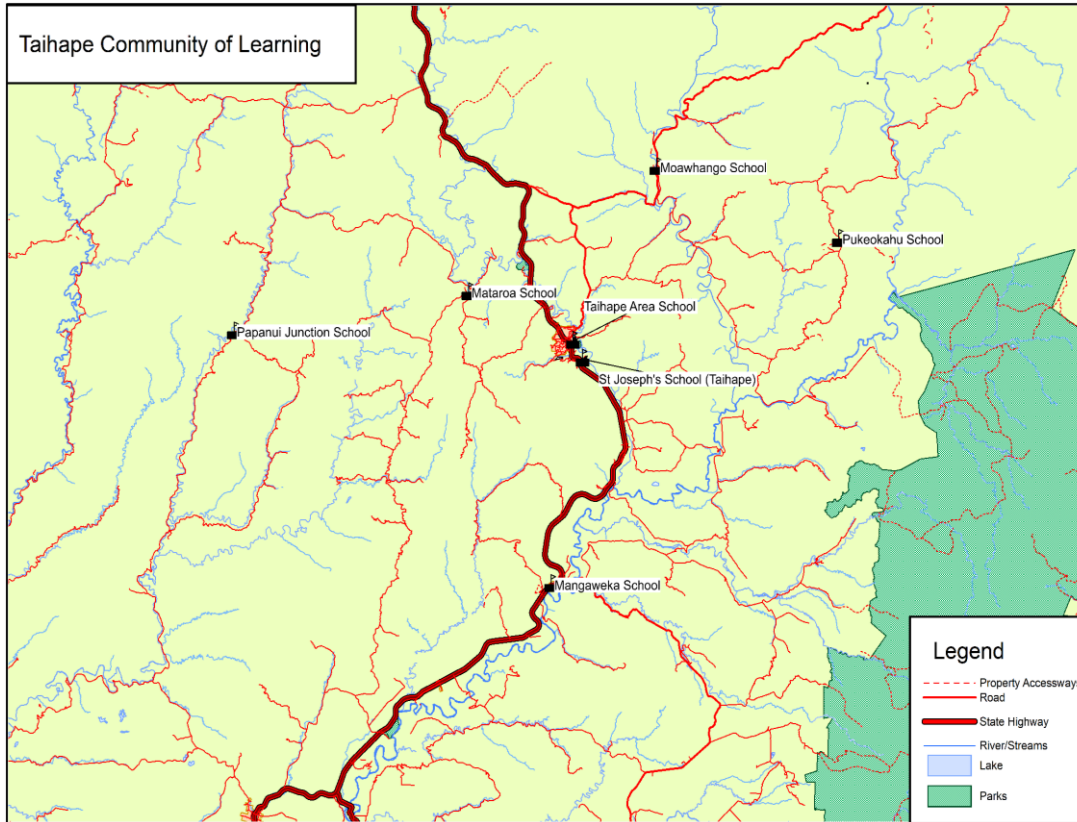 Taihape Community of Learning
Moawhango School
Pukeokahu School
Mataroa School
Taihape Area School
Papanui Junction School
St Joseph's School (Taihape)
Mangaweka School
Legend
Property Accessways
Road
State Highway
River/Streams
Lake
Parks